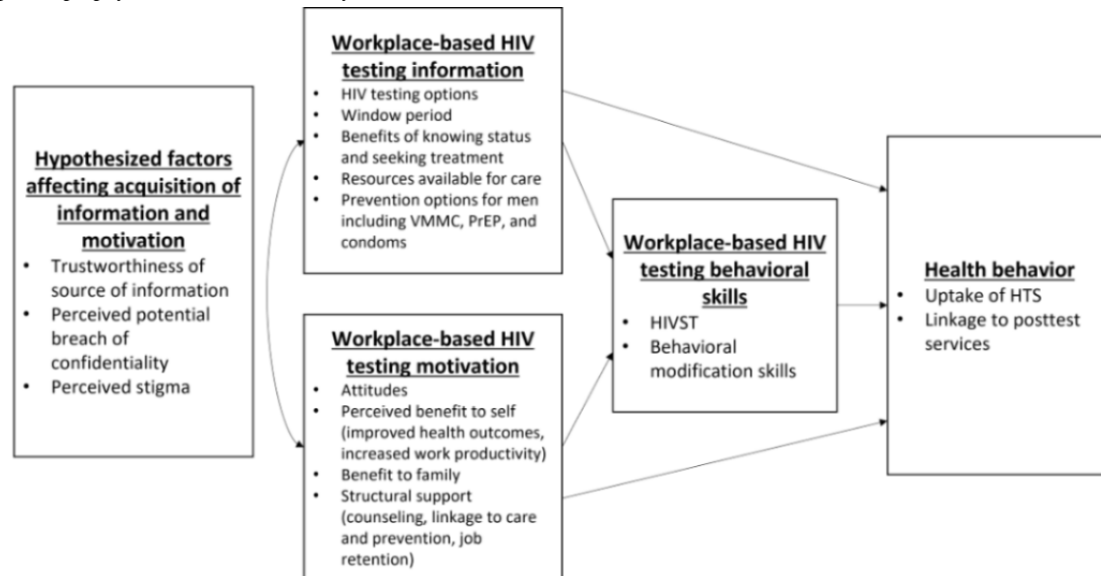 Hypothesized factors
affecting acquisition of
information and
motivation
• Trustworthiness of
source of information
• Perceived potential
breach of
confidentiality
• Perceived stigma
Workplace-based HIV
testing information
• HIV testing options
• Window period
• Benefits of knowing status
and seeking treatment
• Resources available for care
• Prevention options for men
including VMMC, PrEP, and
condoms
Workplace-based HIV
testing motivation
• Attitudes
• Perceived benefit to self
(improved health outcomes,
increased work productivity)
• Benefit to family
• Structural support
(counseling, linkage to care
and prevention, job
retention)
Workplace-based HIV
testing behavioral
skills
• HIVST
• Behavioral
modification skills
Health behavior
• Uptake of HTS
• Linkage to posttest
services